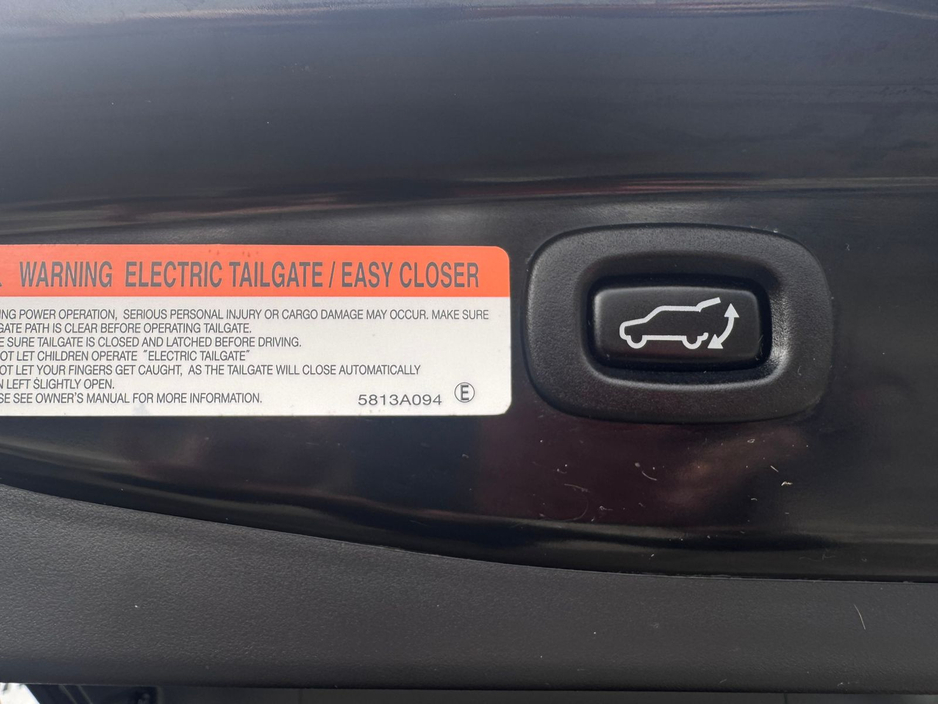 WARNING ELECTRIC TAILGATE / EASY CLOSER
ING POWER OPERATION, SERIOUS PERSONAL INJURY OR CARGO DAMAGE MAY OCCUR. MAKE SURE
GATE PATH IS CLEAR BEFORE OPERATING TAILGATE.
E SURE TAILGATE IS CLOSED AND LATCHED BEFORE DRIVING.
OT LET CHILDREN OPERATE "ELECTRIC TAILGATE"
OT LET YOUR FINGERS GET CAUGHT, AS THE TAILGATE WILL CLOSE AUTOMATICALLY
N LEFT SLIGHTLY OPEN.
SE SEE OWNER'S MANUAL FOR MORE INFORMATION.
5813A094 E